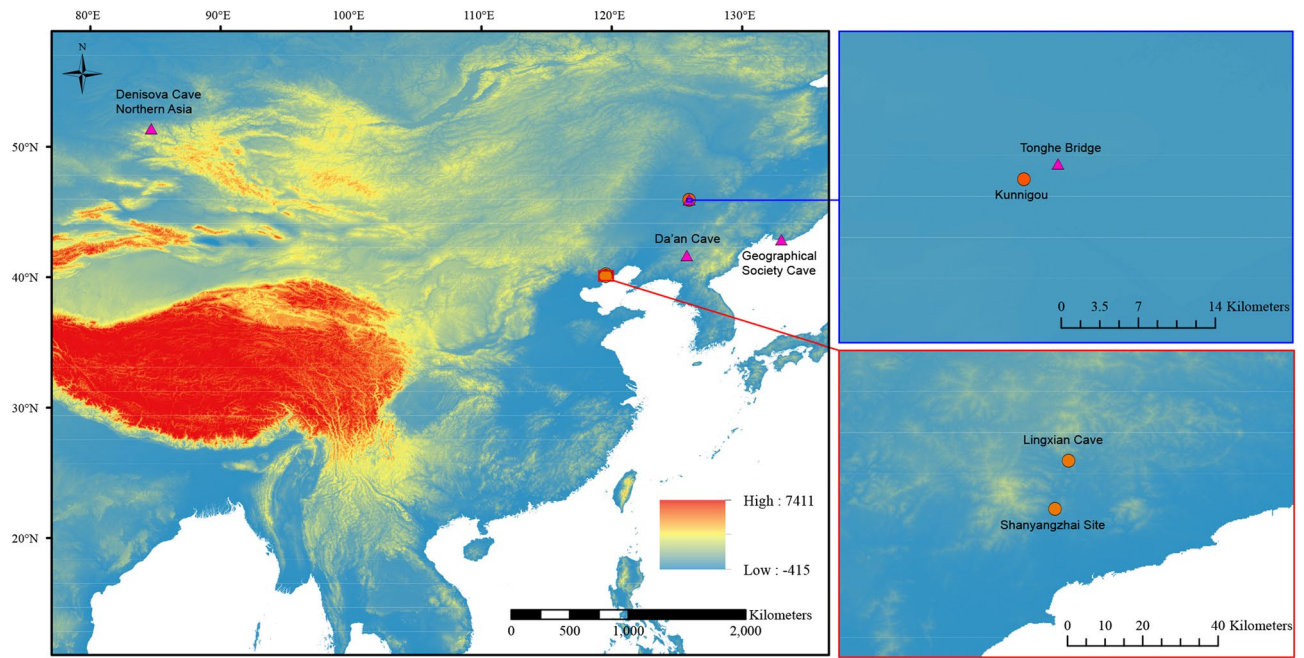 80°E 90°E 100°E 110°E 120°E 130°E
N
Denisova Cave
Northern Asia
50°N
40°N
30°N
20°N
Da'an Cave
Geographical
Society Cave
High : 7411
Low : -415
Kilometers
0 500 1,000 2,000
Tonghe Bridge
Kunnigou
0 3.5 7 14 Kilometers
Lingxian Cave
Shanyangzhai Site
0 10 20 40 Kilometers